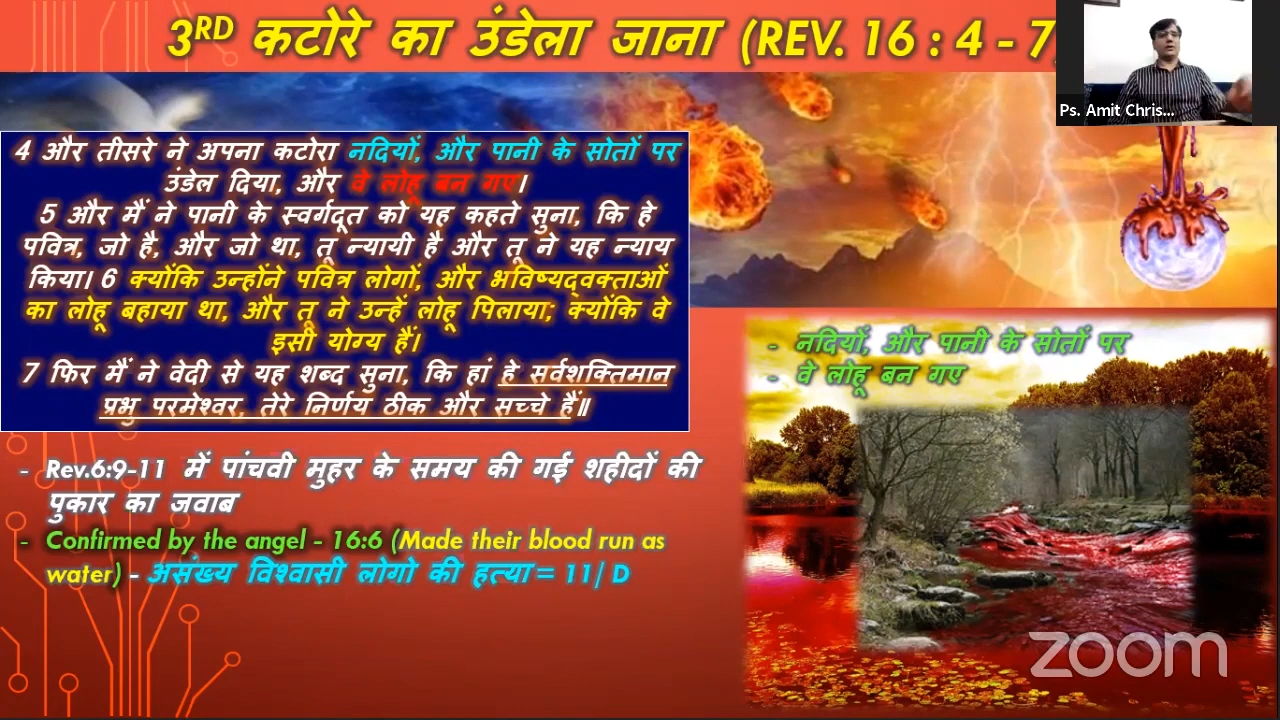 3RD कटोरे का उंडेला जाना (REV. 16 : 4 - 7
Ps. Amit Chris...
4 और तीसरे ने अपना कटोरा नदियों, और पानी के सोतों पर
उंडेल दिया, और वे लोहू बन गए।
5 और मैं ने पानी के स्वर्गदूत को यह कहते सुना, कि हे
पवित्र, जो है, और जो था, तू न्यायी है और तू ने यह न्याय
किया। 6 क्योंकि उन्होंने पवित्र लोगों, और भविष्यद्वक्ताओं
का लोहू बहाया था, और तू ने उन्हें लोहू पिलाया; क्योंकि वे
इसी योग्य हैं।
7 फिर मैं ने वेदी से यह शब्द सुना, कि हां हे सर्वशक्तिमान
प्रभु परमेश्वर, तेरे निर्णय ठीक और सच्चे हैं॥
- Rev.6:9-11 में पांचवी मुहर के समय की गई शहीदों की
पुकार का जवाब
- Confirmed by the angel - 16:6 (Made their blood run as
water) - असंख्य विश्वासी लोगो की हत्या = 11/ D
- नदियों, और पानी के सोतों पर
- वे लोहू बन गए
zoom